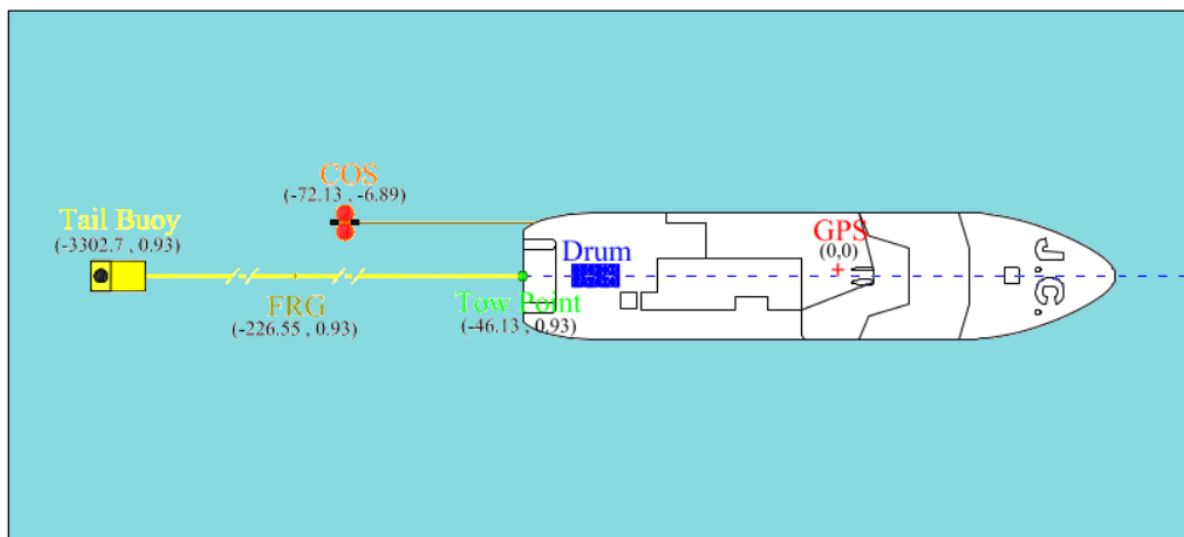 COS
(-72.13 , -6.89)
Tail Buoy
(-3302.7 , 0.93)
GPS
(0,0)
Drum
FRG
(-226.55 , 0.93)
Tow Point
(-46.13 , 0.93)
J.C.